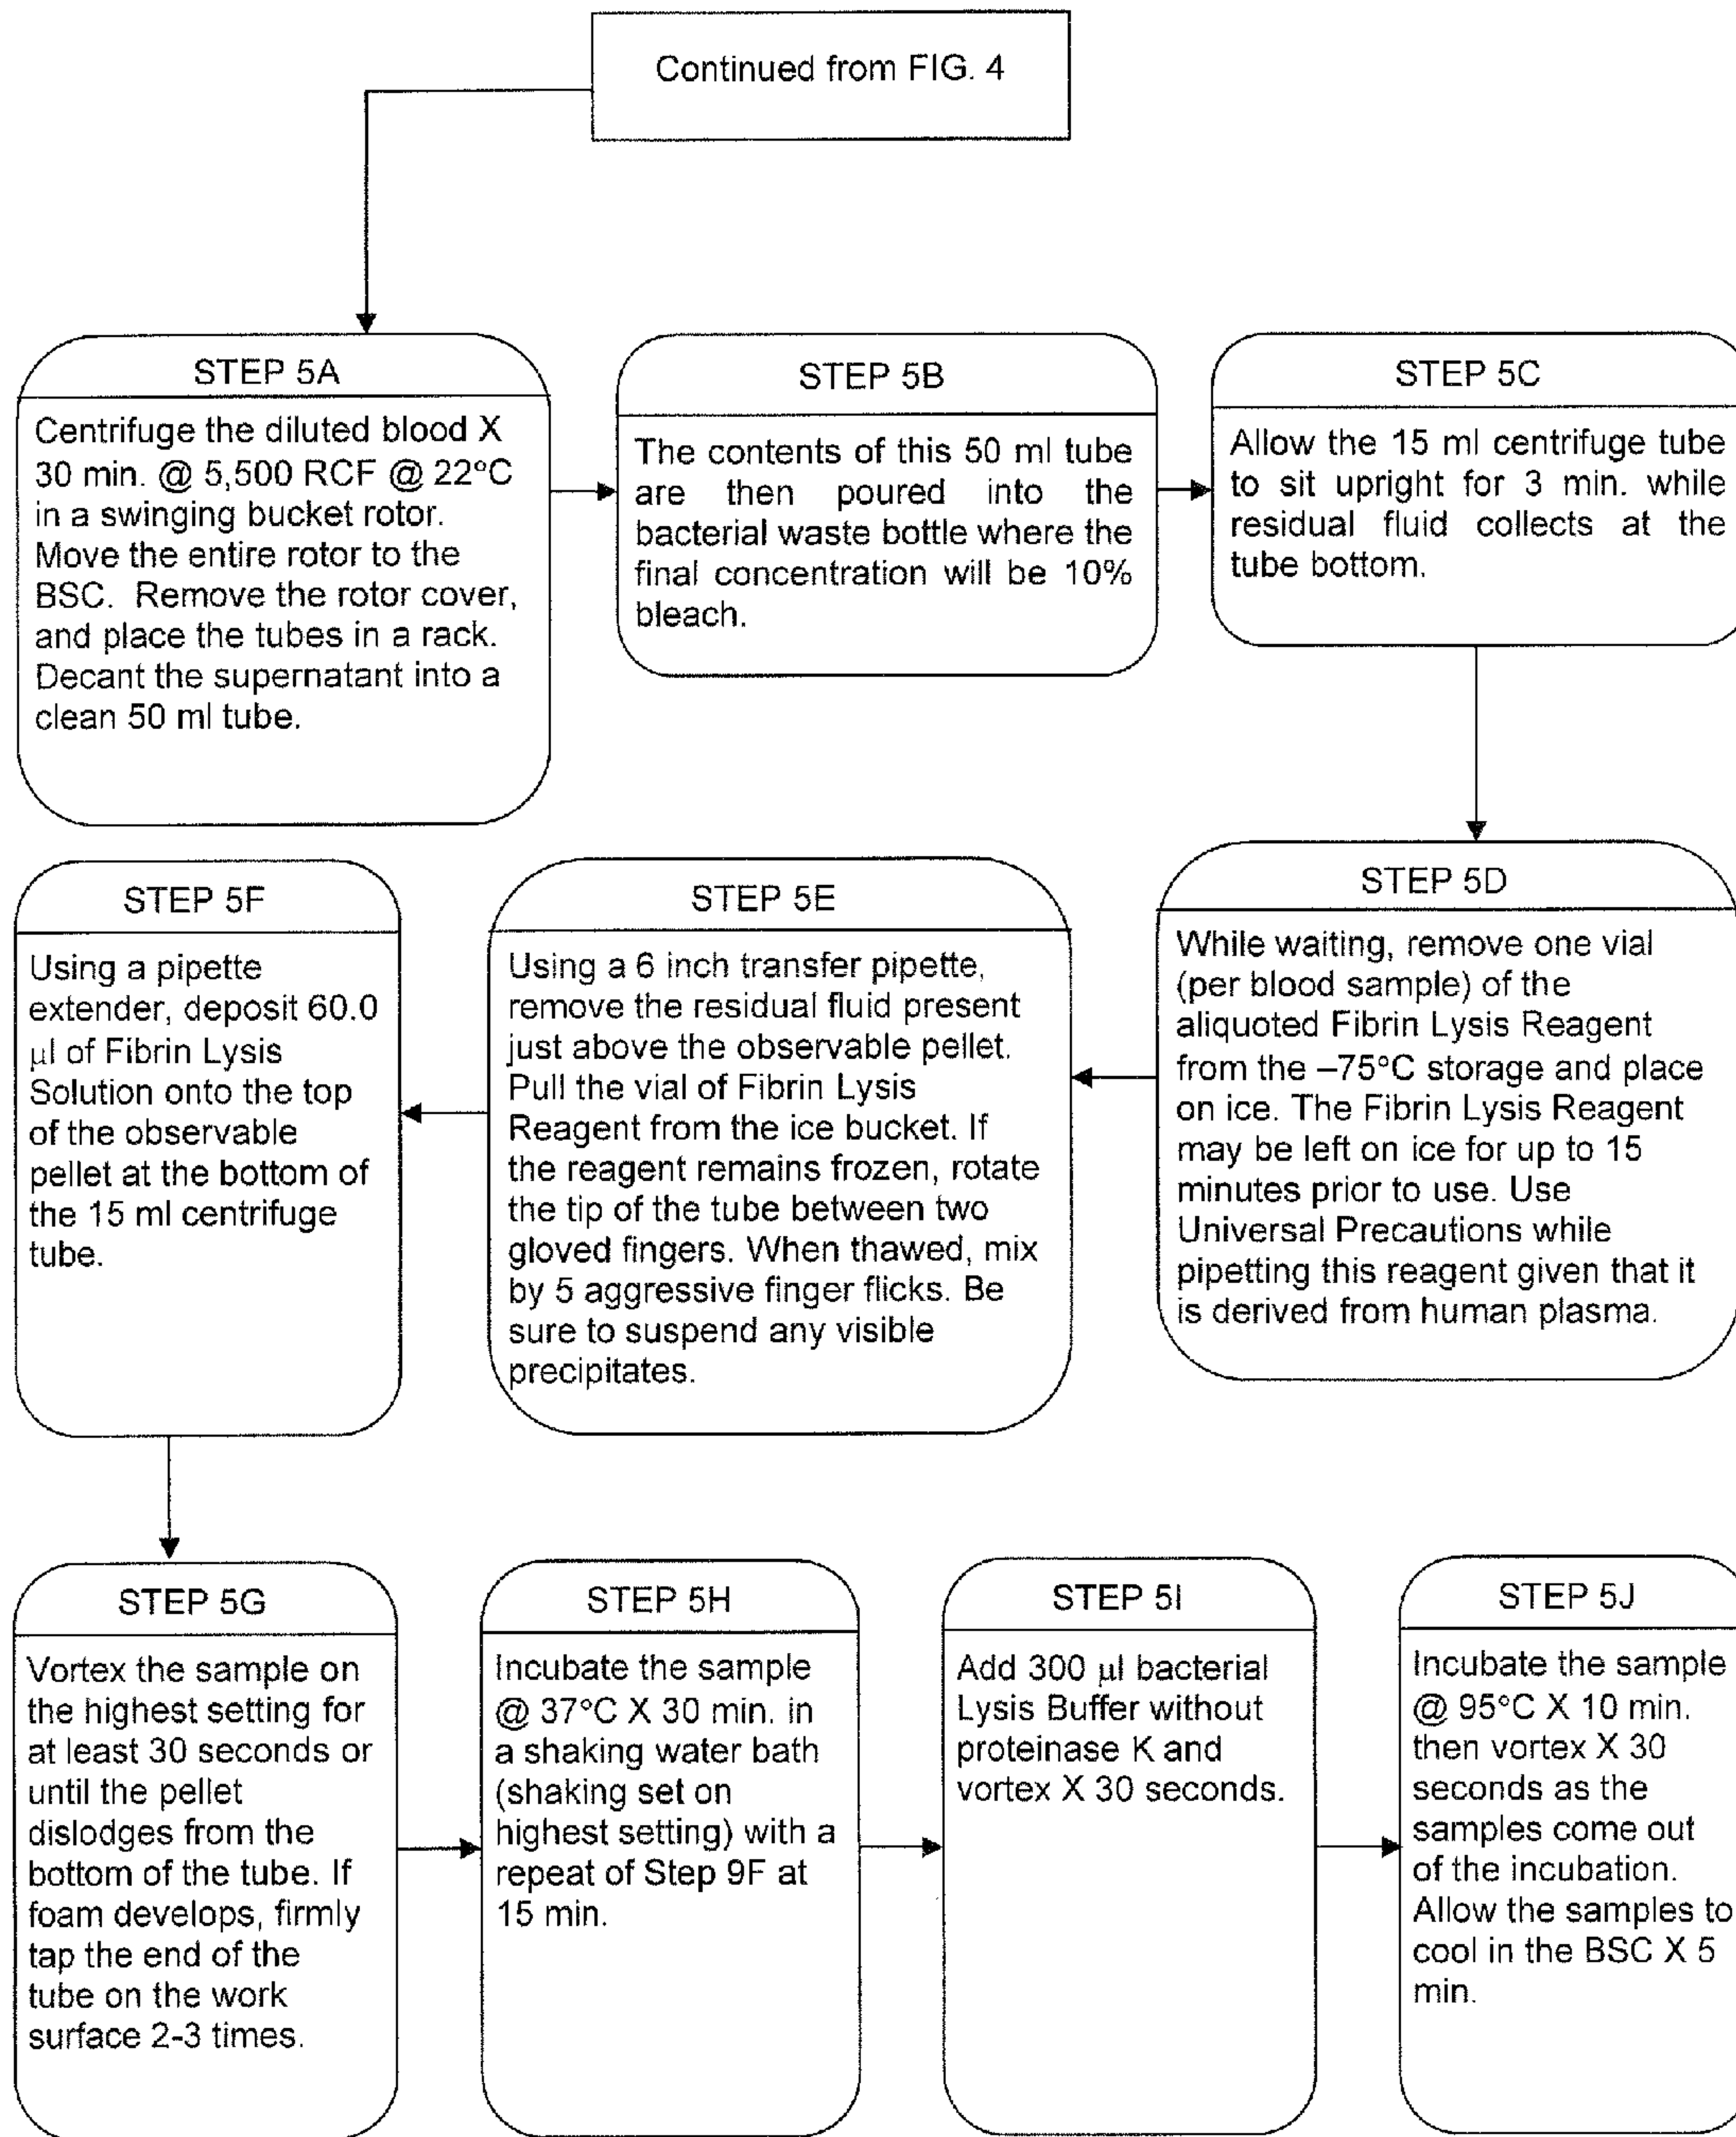 Continued from FIG. 4
STEP 5A
Centrifuge the diluted blood X
30 min. @ 5,500 RCF @ 22°C
in a swinging bucket rotor.
Move the entire rotor to the
BSC. Remove the rotor cover,
and place the tubes in a rack.
Decant the supernatant into a
clean 50 ml tube.
STEP 5B
The contents of this 50 ml tube
are then poured into the
bacterial waste bottle where the
final concentration will be 10%
bleach.
STEP 5C
Allow the 15 ml centrifuge tube
to sit upright for 3 min. while
residual fluid collects at the
tube bottom.
STEP 5D
While waiting, remove one vial
(per blood sample) of the
aliquoted Fibrin Lysis Reagent
from the –75°C storage and place
on ice. The Fibrin Lysis Reagent
may be left on ice for up to 15
minutes prior to use. Use
Universal Precautions while
pipetting this reagent given that it
is derived from human plasma.
STEP 5E
Using a 6 inch transfer pipette,
remove the residual fluid present
just above the observable pellet.
Pull the vial of Fibrin Lysis
Reagent from the ice bucket. If
the reagent remains frozen, rotate
the tip of the tube between two
gloved fingers. When thawed, mix
by 5 aggressive finger flicks. Be
sure to suspend any visible
precipitates.
STEP 5F
Using a pipette
extender, deposit 60.0
µl of Fibrin Lysis
Solution onto the top
of the observable
pellet at the bottom of
the 15 ml centrifuge
tube.
STEP 5G
Vortex the sample on
the highest setting for
at least 30 seconds or
until the pellet
dislodges from the
bottom of the tube. If
foam develops, firmly
tap the end of the
tube on the work
surface 2-3 times.
STEP 5H
Incubate the sample
@ 37°C X 30 min. in
a shaking water bath
(shaking set on
highest setting) with a
repeat of Step 9F at
15 min.
STEP 5I
Add 300 µl bacterial
Lysis Buffer without
proteinase K and
vortex X 30 seconds.
STEP 5J
Incubate the sample
@ 95°C X 10 min.
then vortex X 30
seconds as the
samples come out
of the incubation.
Allow the samples to
cool in the BSC X 5
min.